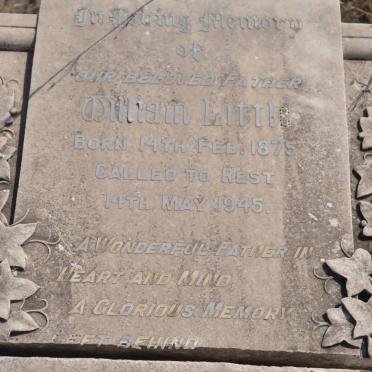 In Loving Memory
of
OUR BELOVED FATHER
William Little
BORN 14TH FEB. 1875
CALLED TO REST
14TH MAY. 1945.
A WONDERFUL FATHER IN
HEART AND MIND,
A GLORIOUS MEMORY
LEFT BEHIND